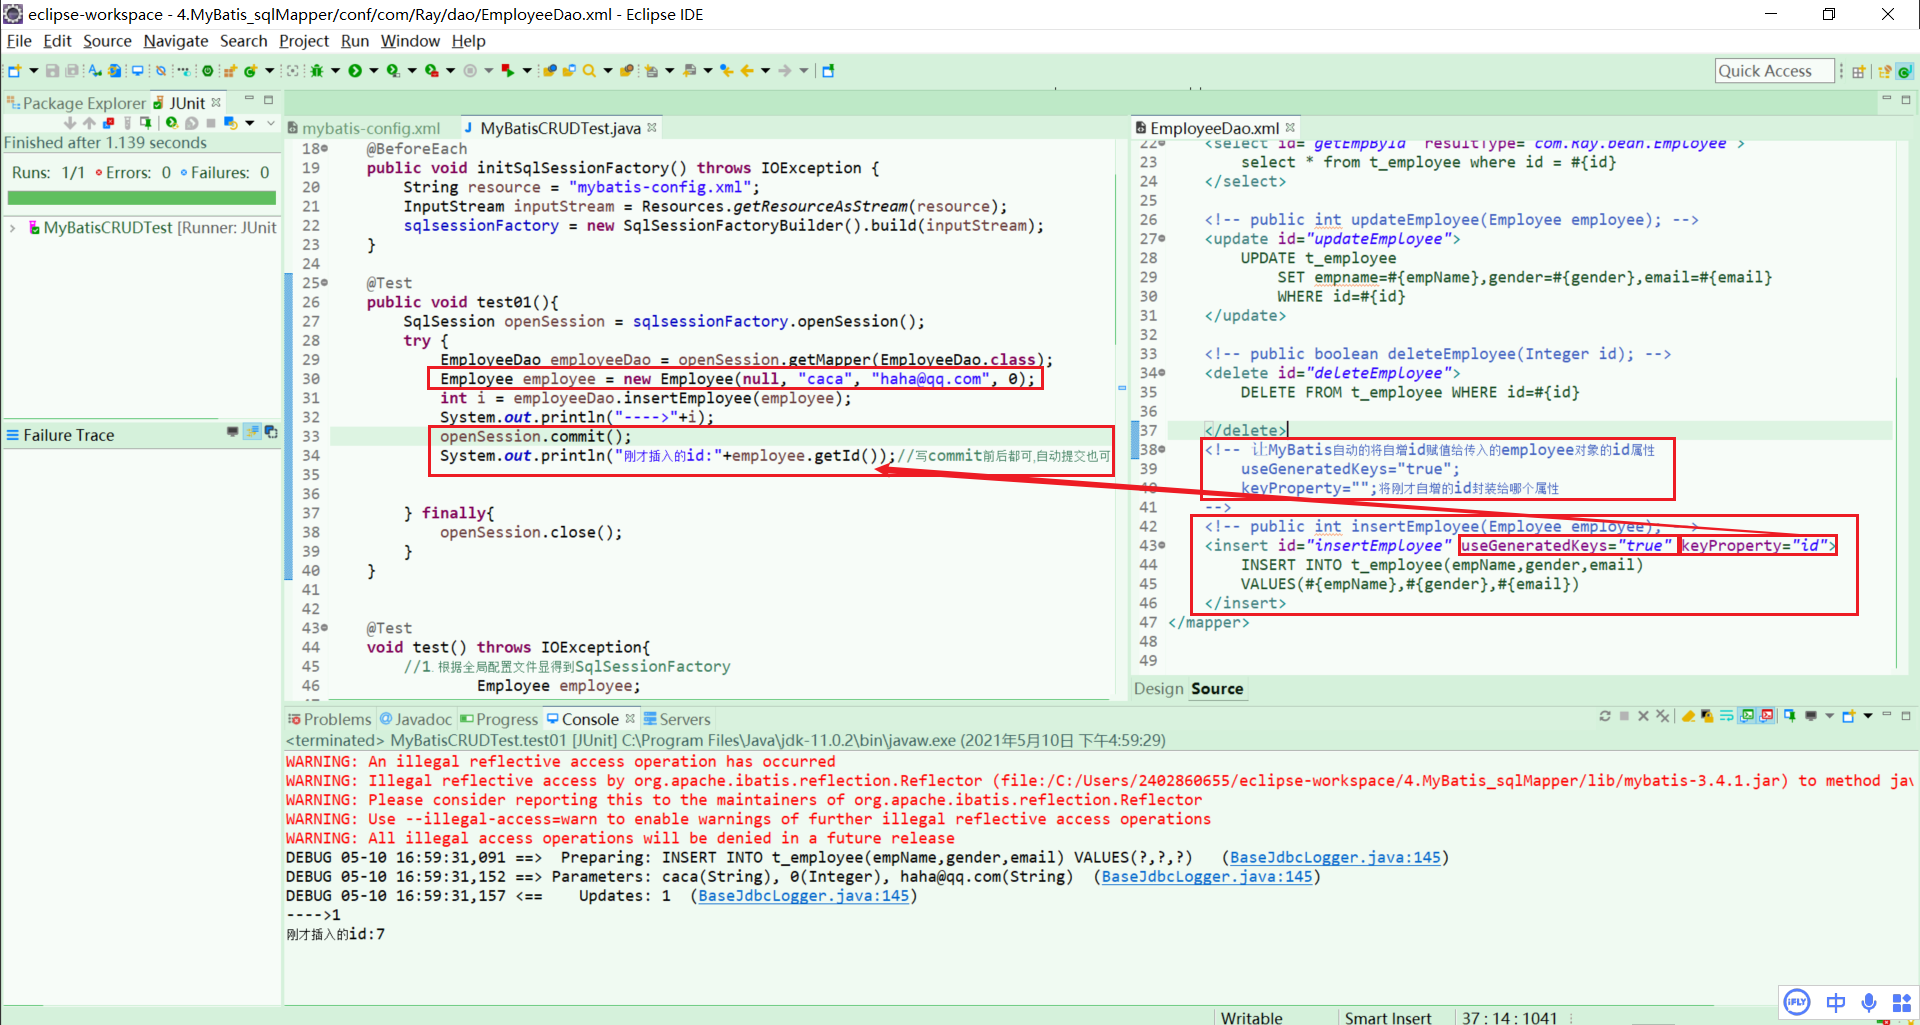 eclipse-workspace - 4.MyBatis_sqlMapper/conf/com/Ray/dao/EmployeeDao.xml - Eclipse IDE
File Edit Source Navigate Search Project Run Window Help
Quick Access
Package Explorer JUnit
Finished after 1.139 seconds
Runs: 1/1 Errors: 0 Failures: 0
MyBatisCRUDTest [Runner: JUnit
Failure Trace
mybatis-config.xml MyBatisCRUDTest.java
18 @BeforeEach
19 public void initSqlSessionFactory() throws IOException {
20 String resource = "mybatis-config.xml";
21 InputStream inputStream = Resources.getResourceAsStream(resource);
22 sqlsessionFactory = new SqlSessionFactoryBuilder().build(inputStream);
23 }
24
25 @Test
26 public void test01(){
27 SqlSession openSession = sqlsessionFactory.openSession();
28 try {
29 EmployeeDao employeeDao = openSession.getMapper(EmployeeDao.class);
30 Employee employee = new Employee(null, "caca", "haha@qq.com", 0);
31 int i = employeeDao.insertEmployee(employee);
32 System.out.println("---->"+i);
33 openSession.commit();
34 System.out.println("刚才插入的id:"+employee.getId());//写commit前后都可,自动提交也可
35
36
37 } finally{
38 openSession.close();
39 }
40 }
41
42
43 @Test
44 void test() throws IOException{
45 //1.根据全局配置文件显得到SqlSessionFactory
46 Employee employee;
EmployeeDao.xml
22 <select id="getEmpById" resultType="com.Ray.bean.Employee">
23 select * from t_employee where id = #{id}
24 </select>
25
26 <!-- public int updateEmployee(Employee employee); -->
27 <update id="updateEmployee">
28 UPDATE t_employee
29 SET empname=#{empName},gender=#{gender},email=#{email}
30 WHERE id=#{id}
31 </update>
32
33 <!-- public boolean deleteEmployee(Integer id); -->
34 <delete id="deleteEmployee">
35 DELETE FROM t_employee WHERE id=#{id}
36
37 </delete>
38 <!-- 让MyBatis自动的将自增id赋值给传入的employee对象的id属性
39 useGeneratedKeys="true";
40 keyProperty="";将刚才自增的id封装给哪个属性
41 -->
42 <!-- public int insertEmployee(Employee employee); -->
43 <insert id="insertEmployee" useGeneratedKeys="true" keyProperty="id">
44 INSERT INTO t_employee(empName,gender,email)
45 VALUES(#{empName},#{gender},#{email})
46 </insert>
47 </mapper>
48
49
Design Source
Problems Javadoc Progress Console Servers
<terminated> MyBatisCRUDTest.test01 [JUnit] C:\Program Files\Java\jdk-11.0.2\bin\javaw.exe (2021年5月10日 下午4:59:29)
WARNING: An illegal reflective access operation has occurred
WARNING: Illegal reflective access by org.apache.ibatis.reflection.Reflector (file:/C:/Users/2402860655/eclipse-workspace/4.MyBatis_sqlMapper/lib/mybatis-3.4.1.jar) to method jav
WARNING: Please consider reporting this to the maintainers of org.apache.ibatis.reflection.Reflector
WARNING: Use --illegal-access=warn to enable warnings of further illegal reflective access operations
WARNING: All illegal access operations will be denied in a future release
DEBUG 05-10 16:59:31,091 ==>  Preparing: INSERT INTO t_employee(empName,gender,email) VALUES(?,?,?)   (BaseJdbcLogger.java:145)
DEBUG 05-10 16:59:31,152 ==> Parameters: caca(String), 0(Integer), haha@qq.com(String)  (BaseJdbcLogger.java:145)
DEBUG 05-10 16:59:31,157 <==    Updates: 1  (BaseJdbcLogger.java:145)
---->1
刚才插入的id:7
iFLY 中
Writable Smart Insert 37 : 14 : 1041